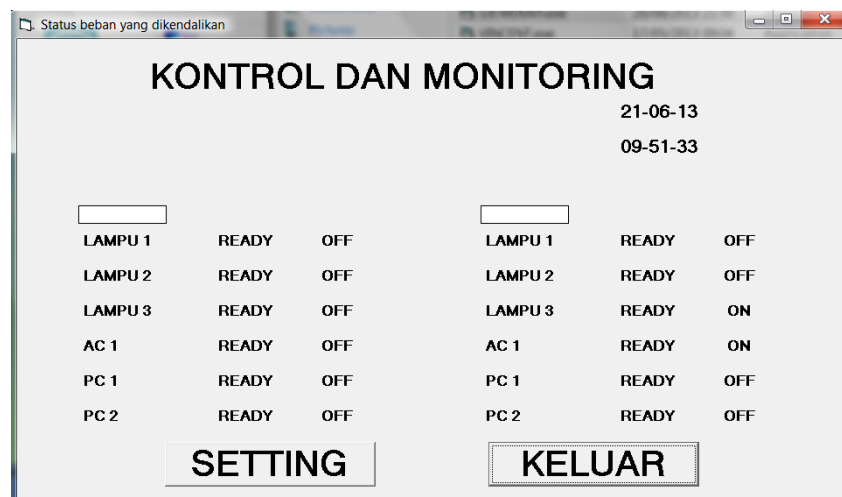 Status beban yang dikendalikan
KONTROL DAN MONITORING
21-06-13
09-51-33
LAMPU 1 READY OFF LAMPU 1 READY OFF
LAMPU 2 READY OFF LAMPU 2 READY OFF
LAMPU 3 READY OFF LAMPU 3 READY ON
AC 1 READY OFF AC 1 READY ON
PC 1 READY OFF PC 1 READY OFF
PC 2 READY OFF PC 2 READY OFF
SETTING KELUAR